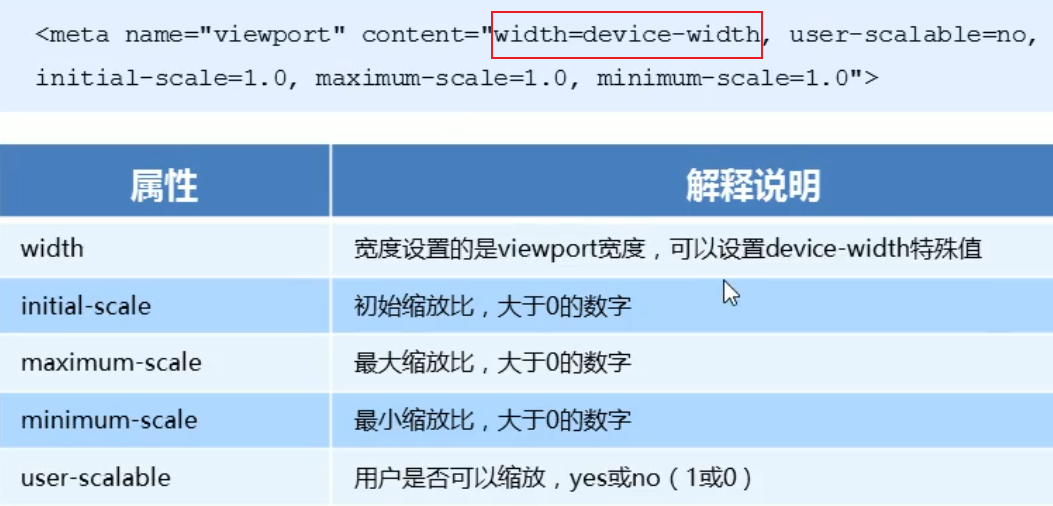 <meta name="viewport" content="width=device-width, user-scalable=no,
initial-scale=1.0, maximum-scale=1.0, minimum-scale=1.0">
属性 解释说明
width 宽度设置的是viewport宽度，可以设置device-width特殊值
initial-scale 初始缩放比，大于0的数字
maximum-scale 最大缩放比，大于0的数字
minimum-scale 最小缩放比，大于0的数字
user-scalable 用户是否可以缩放，yes或no（1或0）